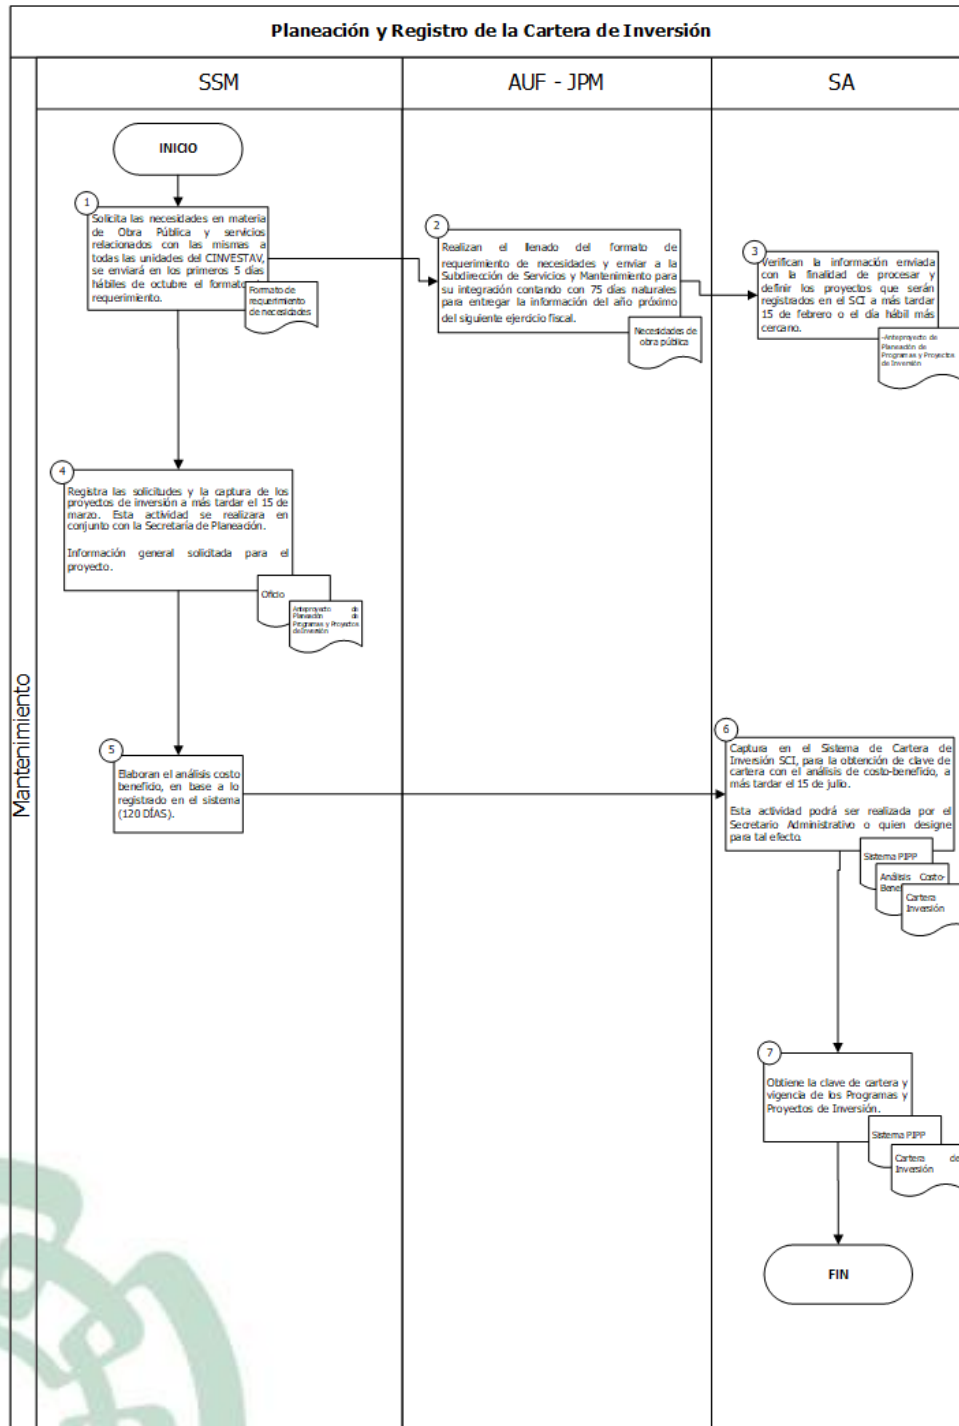 Planeación y Registro de la Cartera de Inversión
SSM
AUF - JPM
SA
Mantenimiento
INICIO
1
Solicita las necesidades en materia
de Obra Pública y servicios
relacionados con las mismas a
todas las unidades del CINVESTAV,
se enviará en los primeros 5 días
hábiles de octubre el formato
requerimiento.
Formato de
requerimiento
de necesidades
2
Realizan el llenado del formato de
requerimiento de necesidades y enviar a la
Subdirección de Servicios y Mantenimiento para
su integración contando con 75 días naturales
para entregar la información del año próximo
del siguiente ejercicio fiscal.
Necesidades de
obra pública
3
Verifican la información enviada
con la finalidad de procesar y
definir los proyectos que serán
registrados en el SCI a más tardar
15 de febrero o el día hábil más
cercano.
-Anteproyecto de
Planeación de
Programas y Proyectos
de Inversión
4
Registra las solicitudes y la captura de los
proyectos de inversión a más tardar el 15 de
marzo. Esta actividad se realizara en
conjunto con la Secretaría de Planeación.
Información general solicitada para el
proyecto.
Oficio
Anteproyecto de
Planeación de
Programas y Proyectos
de Inversión
5
Elaboran el análisis costo
beneficio, en base a lo
registrado en el sistema
(120 DÍAS).
6
Captura en el Sistema de Cartera de
Inversión SCI, para la obtención de clave de
cartera con el análisis de costo-beneficio, a
más tardar el 15 de julio.
Esta actividad podrá ser realizada por el
Secretario Administrativo o quien designe
para tal efecto.
Sistema PIPP
Análisis Costo-
Bene
Cartera
Inversión
7
Obtiene la clave de cartera y
vigencia de los Programas y
Proyectos de Inversión.
Sistema PIPP
Cartera de
Inversión
FIN